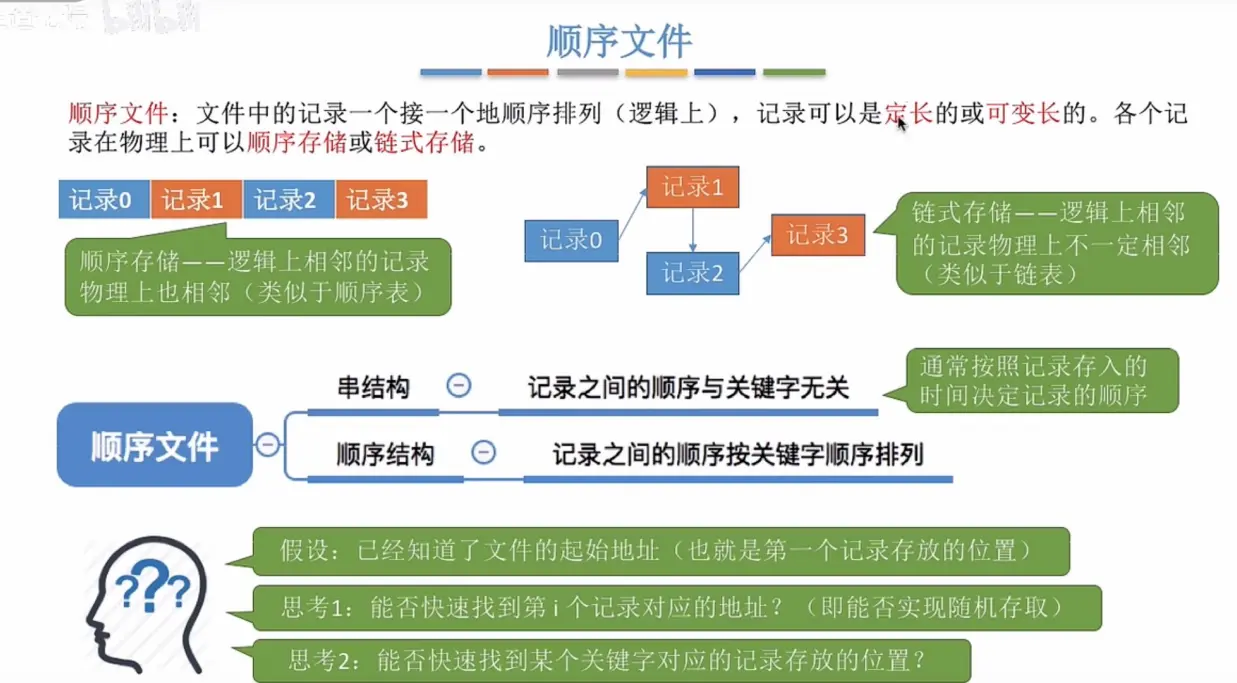 顺序文件
顺序文件：文件中的记录一个接一个地顺序排列（逻辑上），记录可以是定长的或可变长的。各个记
录在物理上可以顺序存储或链式存储。
记录0 记录1 记录2 记录3
顺序存储——逻辑上相邻的记录
物理上也相邻（类似于顺序表）
记录0
记录1
记录2
记录3
链式存储——逻辑上相邻
的记录物理上不一定相邻
（类似于链表）
顺序文件
串结构
记录之间的顺序与关键字无关
通常按照记录存入的
时间决定记录的顺序
顺序结构
记录之间的顺序按关键字顺序排列
???
假设：已经知道了文件的起始地址（也就是第一个记录存放的位置）
思考1：能否快速找到第 i 个记录对应的地址？（即能否实现随机存取）
思考2：能否快速找到某个关键字对应的记录存放的位置？